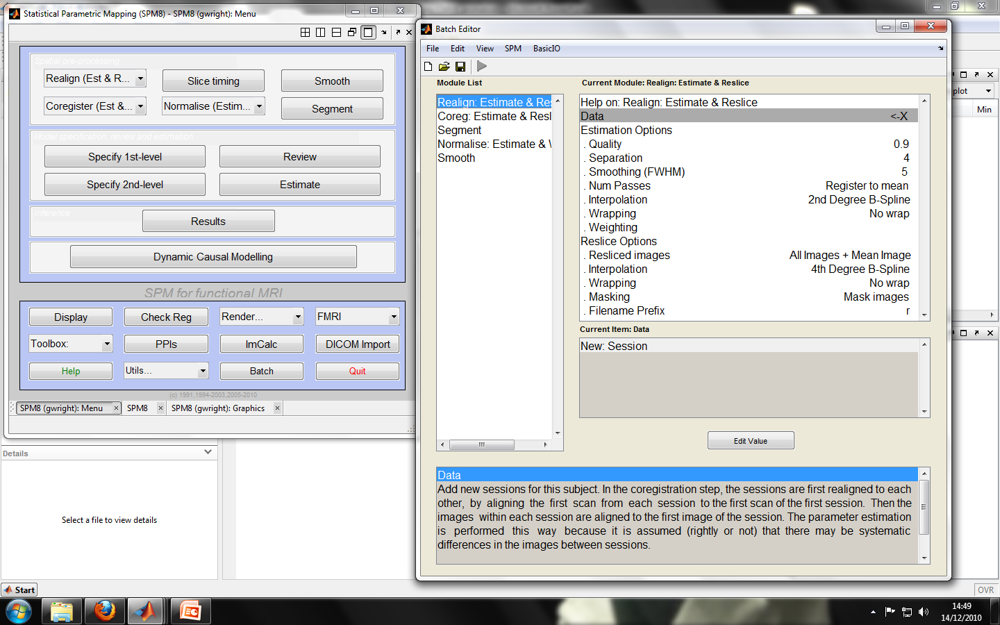 Statistical Parametric Mapping (SPM8) - SPM8 (gwright): Menu
Spatial pre-processing
Realign (Est & R...
Slice timing
Smooth
Coregister (Est &...
Normalise (Estim...
Segment
Model specification, review and estimation
Specify 1st-level
Review
Specify 2nd-level
Estimate
Inference
Results
Dynamic Causal Modelling
SPM for functional MRI
Display
Check Reg
Render...
FMRI
Toolbox:
PPIs
ImCalc
DICOM Import
Help
Utils...
Batch
Quit
(c) 1991,1994-2003,2005-2010
SPM8 (gwright): Menu
SPM8
SPM8 (gwright): Graphics
Details
Select a file to view details
Start
Batch Editor
File Edit View SPM BasicIO
Module List
Realign: Estimate & Res
Coreg: Estimate & Resl
Segment
Normalise: Estimate & W
Smooth
Current Module: Realign: Estimate & Reslice
Help on: Realign: Estimate & Reslice
Data <-X
Estimation Options
. Quality 0.9
. Separation 4
. Smoothing (FWHM) 5
. Num Passes Register to mean
. Interpolation 2nd Degree B-Spline
. Wrapping No wrap
. Weighting
Reslice Options
. Resliced images All Images + Mean Image
. Interpolation 4th Degree B-Spline
. Wrapping No wrap
. Masking Mask images
. Filename Prefix r
Current Item: Data
New: Session
Edit Value
Data
Add new sessions for this subject. In the coregistration step, the sessions are first realigned to each
other, by aligning the first scan from each session to the first scan of the first session. Then the
images within each session are aligned to the first image of the session. The parameter estimation
is performed this way because it is assumed (rightly or not) that there may be systematic
differences in the images between sessions.
plot
Min
OVR
14:49
14/12/2010